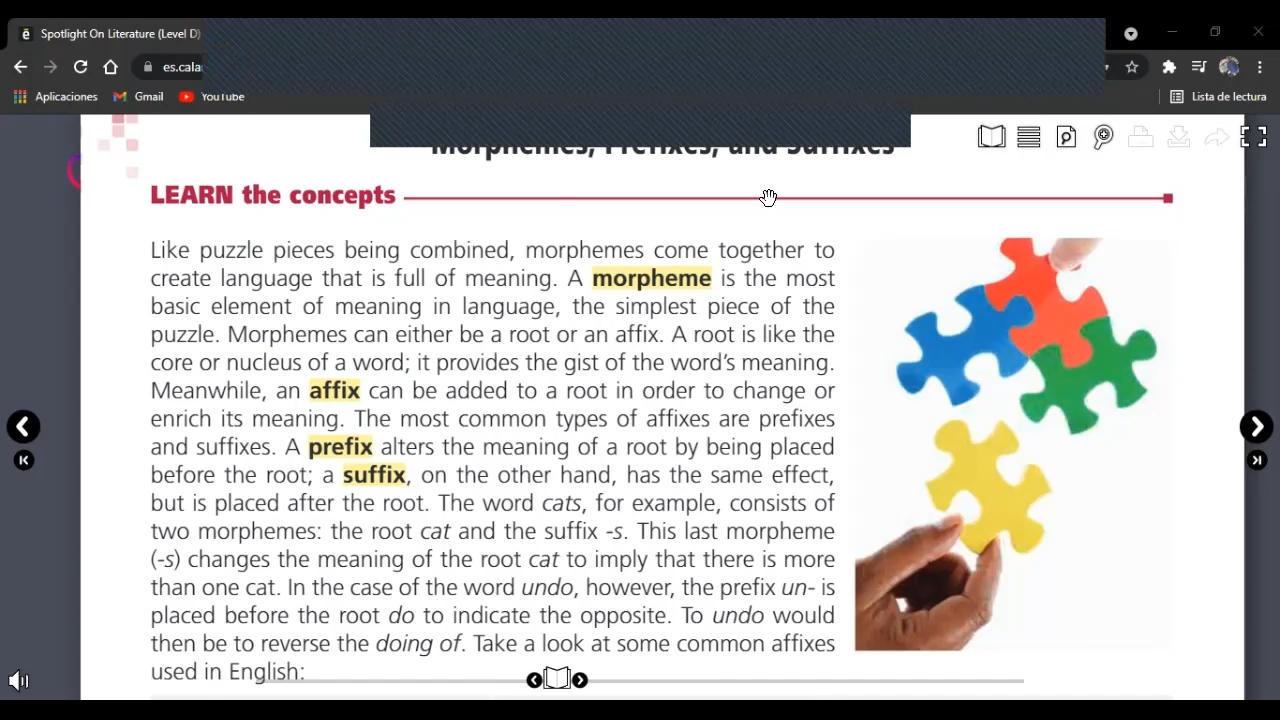 Spotlight On Literature (Level D)
es.cala
Aplicaciones Gmail YouTube Lista de lectura
Morphemes, Prefixes, and Suffixes
LEARN the concepts
Like puzzle pieces being combined, morphemes come together to
create language that is full of meaning. A morpheme is the most
basic element of meaning in language, the simplest piece of the
puzzle. Morphemes can either be a root or an affix. A root is like the
core or nucleus of a word; it provides the gist of the word's meaning.
Meanwhile, an affix can be added to a root in order to change or
enrich its meaning. The most common types of affixes are prefixes
and suffixes. A prefix alters the meaning of a root by being placed
before the root; a suffix, on the other hand, has the same effect,
but is placed after the root. The word cats, for example, consists of
two morphemes: the root cat and the suffix -s. This last morpheme
(-s) changes the meaning of the root cat to imply that there is more
than one cat. In the case of the word undo, however, the prefix un- is
placed before the root do to indicate the opposite. To undo would
then be to reverse the doing of. Take a look at some common affixes
used in English: